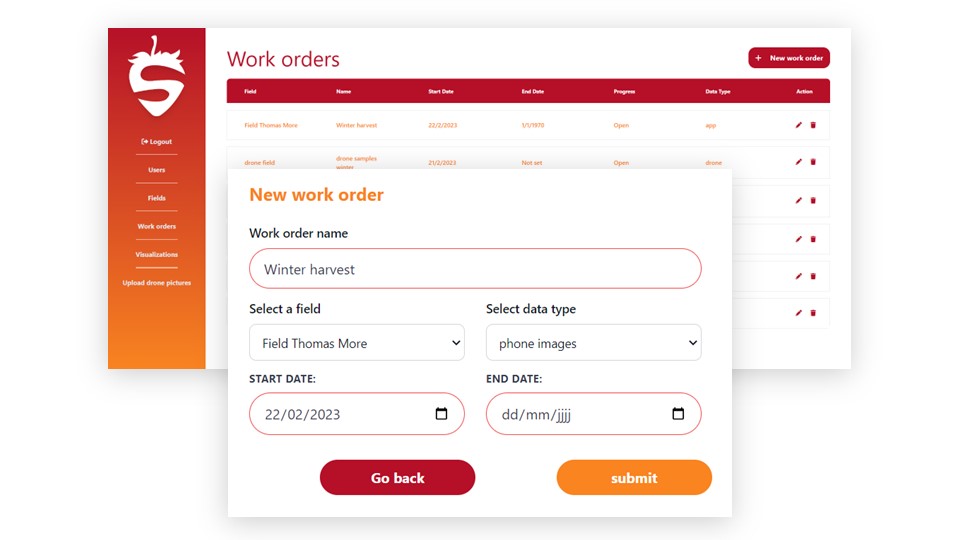 Work orders
+ New work order
Field Name Start Date End Date Progress Data Type Action
Logout
Users
Fields
Work orders
Visualizations
Upload drone pictures
Field Thomas More Winter harvest 22/2/2023 1/1/1970 Open app
drone field drone samples winter 21/2/2023 Not set Open drone
New work order
Work order name
Winter harvest
Select a field Select data type
Field Thomas More phone images
START DATE: END DATE:
22/02/2023 dd/mm/jjjj
Go back submit